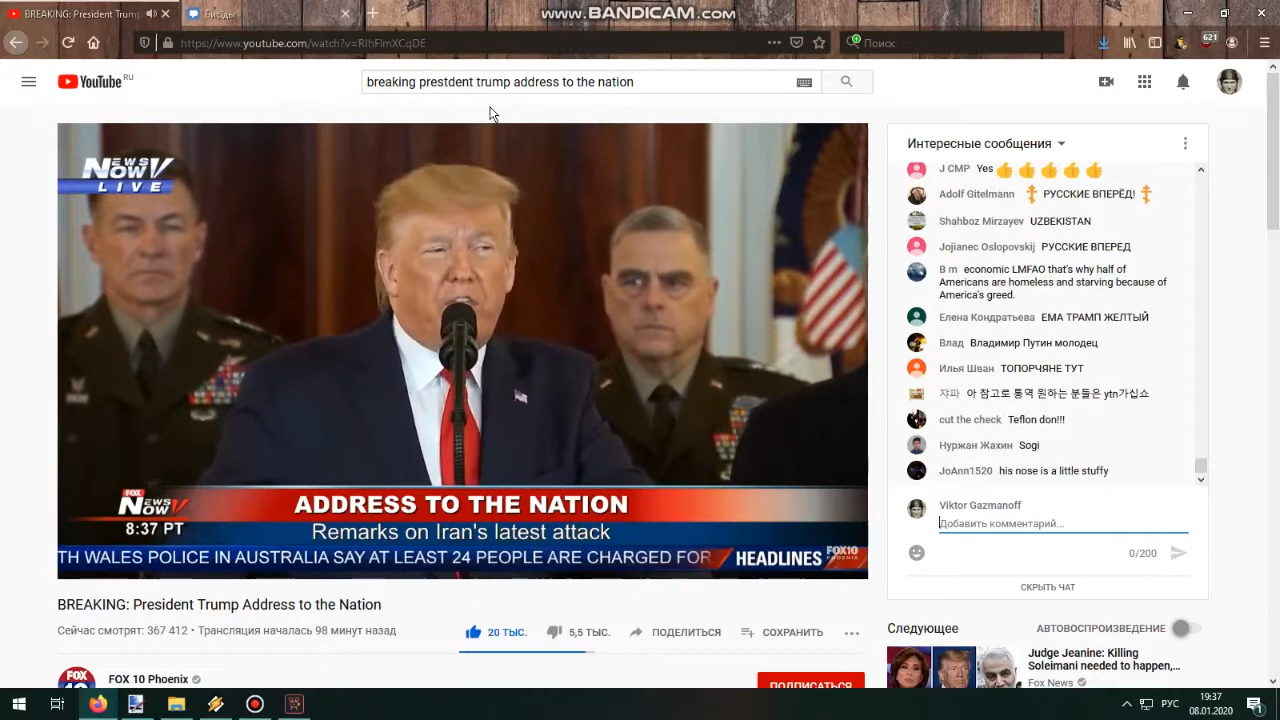 BREAKING: President Trump
Бисіды
WWW.BANDICAM.COM
https://www.youtube.com/watch?v=RIhFlmXCqDE
Поиск
621
YouTube RU
breaking prestdent trump address to the nation
NEWS
NOW
LIVE
FOX
NEWS
NOW
8:37 PT
ADDRESS TO THE NATION
Remarks on Iran's latest attack
TH WALES POLICE IN AUSTRALIA SAY AT LEAST 24 PEOPLE ARE CHARGED FOR
HEADLINES
FOX10
PHOENIX
BREAKING: President Trump Address to the Nation
Сейчас смотрят: 367 412 • Трансляция началась 98 минут назад
20 ТЫС.
5,5 ТЫС.
ПОДЕЛИТЬСЯ
СОХРАНИТЬ
FOX
FOX 10 Phoenix
ПОДПИСАТЬСЯ
Интересные сообщения
J CMP Yes
Adolf Gitelmann РУССКИЕ ВПЕРЁД!
Shahboz Mirzayev UZBEKISTAN
Jojianec Oslopovskij РУССКИЕ ВПЕРЕД
B m economic LMFAO that's why half of
Americans are homeless and starving because of
America's greed.
Елена Кондратьева ЕМА ТРАМП ЖЕЛТЫЙ
Влад Владимир Путин молодец
Илья Шван ТОПОРЧЯНЕ ТУТ
쟈파 아 참고로 통역 원하는 분들은 ytn가십쇼
cut the check Teflon don!!!
Нуржан Жахин Sogi
JoAnn1520 his nose is a little stuffy
Viktor Gazmanoff
Добавить комментарий...
0/200
СКРЫТЬ ЧАТ
Следующее
АВТОВОСПРОИЗВЕДЕНИЕ
Judge Jeanine: Killing
Soleimani needed to happen,...
Fox News
РУС
19:37
08.01.2020
1